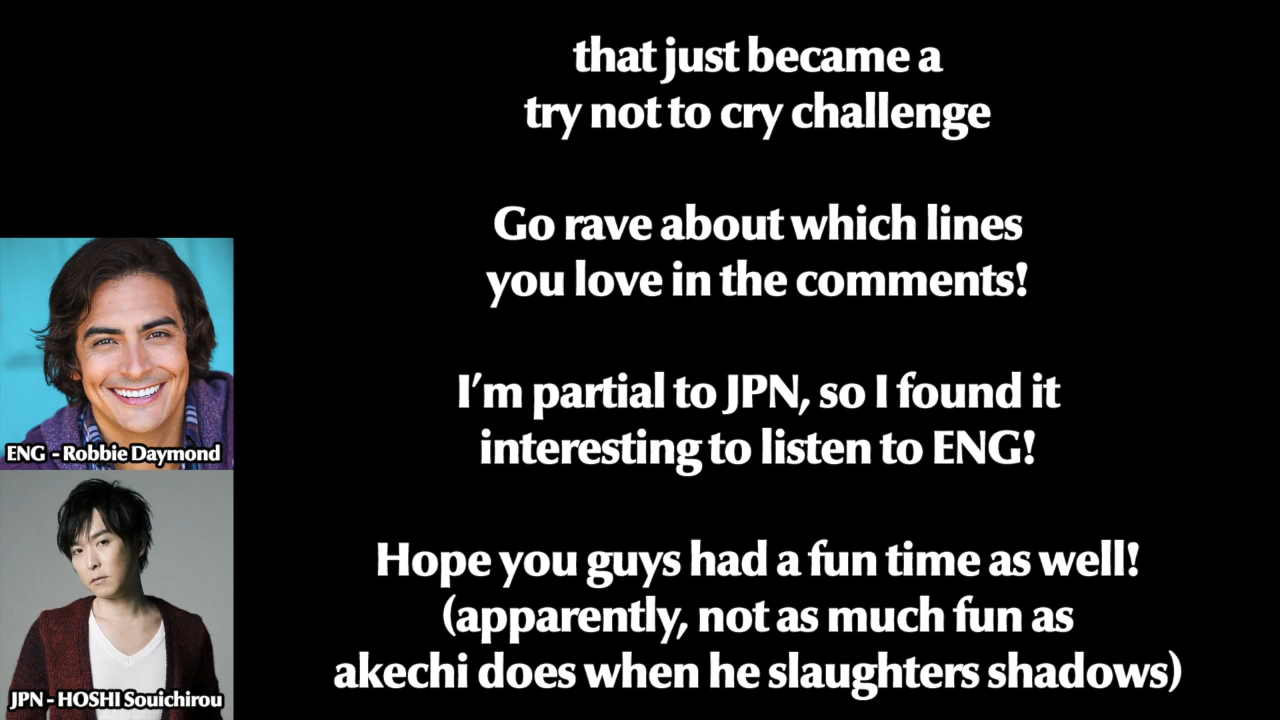 that just became a
try not to cry challenge
Go rave about which lines
you love in the comments!
I'm partial to JPN, so I found it
interesting to listen to ENG!
Hope you guys had a fun time as well!
(apparently, not as much fun as
akechi does when he slaughters shadows)
ENG - Robbie Daymond
JPN - HOSHI Souichirou